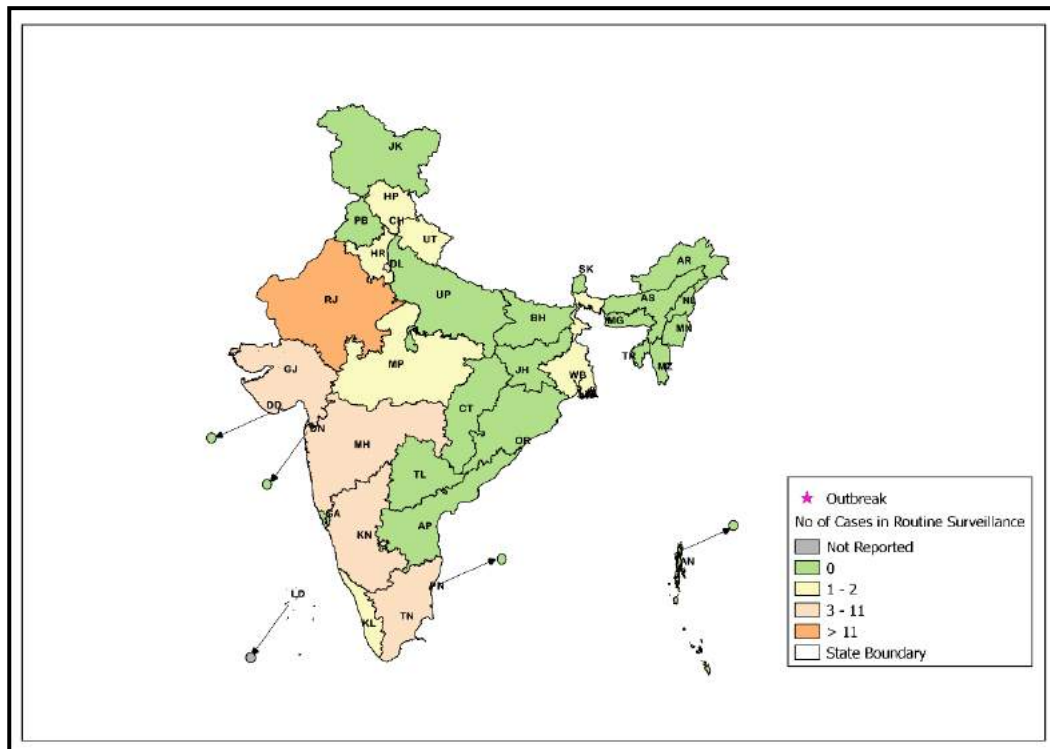 JK
HP
CH
PB
UT
HR
DL
SK
AR
RJ
UP
AS
NL
BH
MG
MN
TR
MZ
GJ
MP
JH
WB
CT
DD
DN
MH
OR
TL
GA
AP
KN
AN
PN
LD
TN
KL
Outbreak
No of Cases in Routine Surveillance
Not Reported
0
1 - 2
3 - 11
> 11
State Boundary